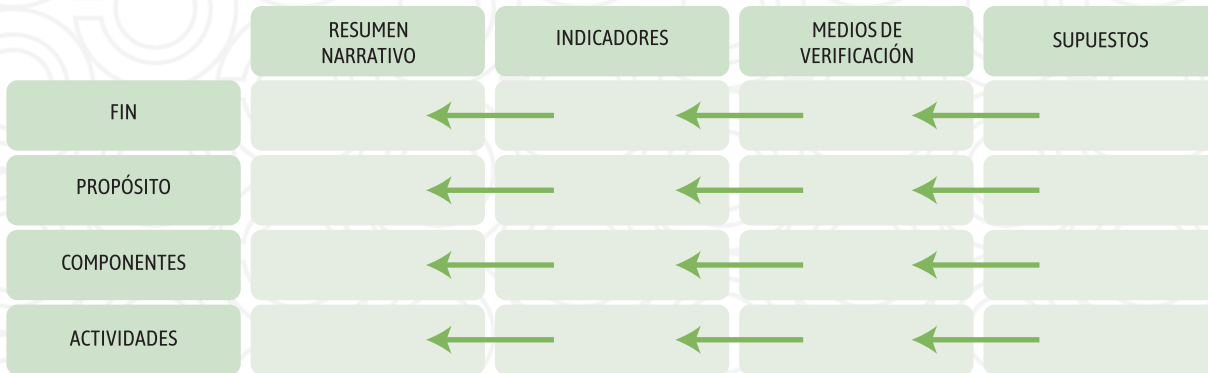 RESUMEN
NARRATIVO
INDICADORES
MEDIOS DE
VERIFICACIÓN
SUPUESTOS
FIN
PROPÓSITO
COMPONENTES
ACTIVIDADES